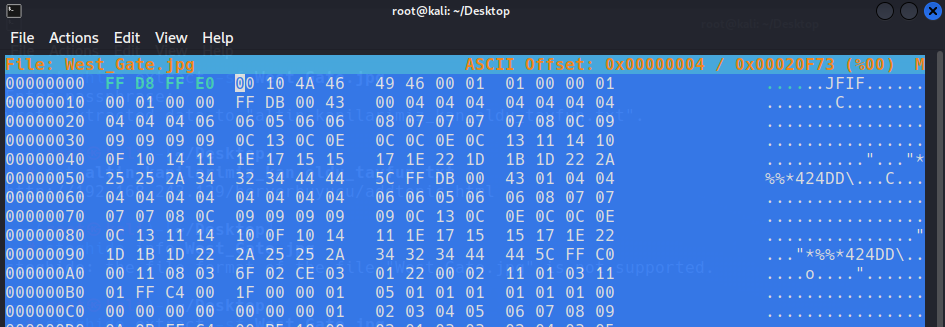 root@kali: ~/Desktop
File Actions Edit View Help
File: West_Gate.jpg ASCII Offset: 0x00000004 / 0x00020F73 (%00) M
00000000 FF D8 FF E0 00 10 4A 46 49 46 00 01 01 00 00 01 ......JFIF......
00000010 00 01 00 00 FF DB 00 43 00 04 04 04 04 04 04 04 .......C........
00000020 04 04 04 06 06 05 06 06 08 07 07 07 07 08 0C 09 ................
00000030 09 09 09 09 0C 13 0C 0E 0C 0C 0E 0C 13 11 14 10 ................
00000040 0F 10 14 11 1E 17 15 15 17 1E 22 1D 1B 1D 22 2A .........."..."*
00000050 25 25 2A 34 32 34 44 44 5C FF DB 00 43 01 04 04 %%*424DD\...C...
00000060 04 04 04 04 04 04 04 04 06 06 05 06 06 08 07 07 ................
00000070 07 07 08 0C 09 09 09 09 09 0C 13 0C 0E 0C 0C 0E ................
00000080 0C 13 11 14 10 0F 10 14 11 11 1E 17 15 15 17 1E 22 ..............."
00000090 1D 1B 1D 22 2A 25 25 2A 34 32 34 44 44 5C FF C0 ..."*%%*424DD\..
000000A0 00 11 08 03 6F 02 CE 03 01 22 00 02 11 01 03 11 ....o...."......
000000B0 01 FF C4 00 1F 00 00 01 05 01 01 01 01 01 01 00 ................
000000C0 00 00 00 00 00 00 00 01 02 03 04 05 06 07 08 09 ................